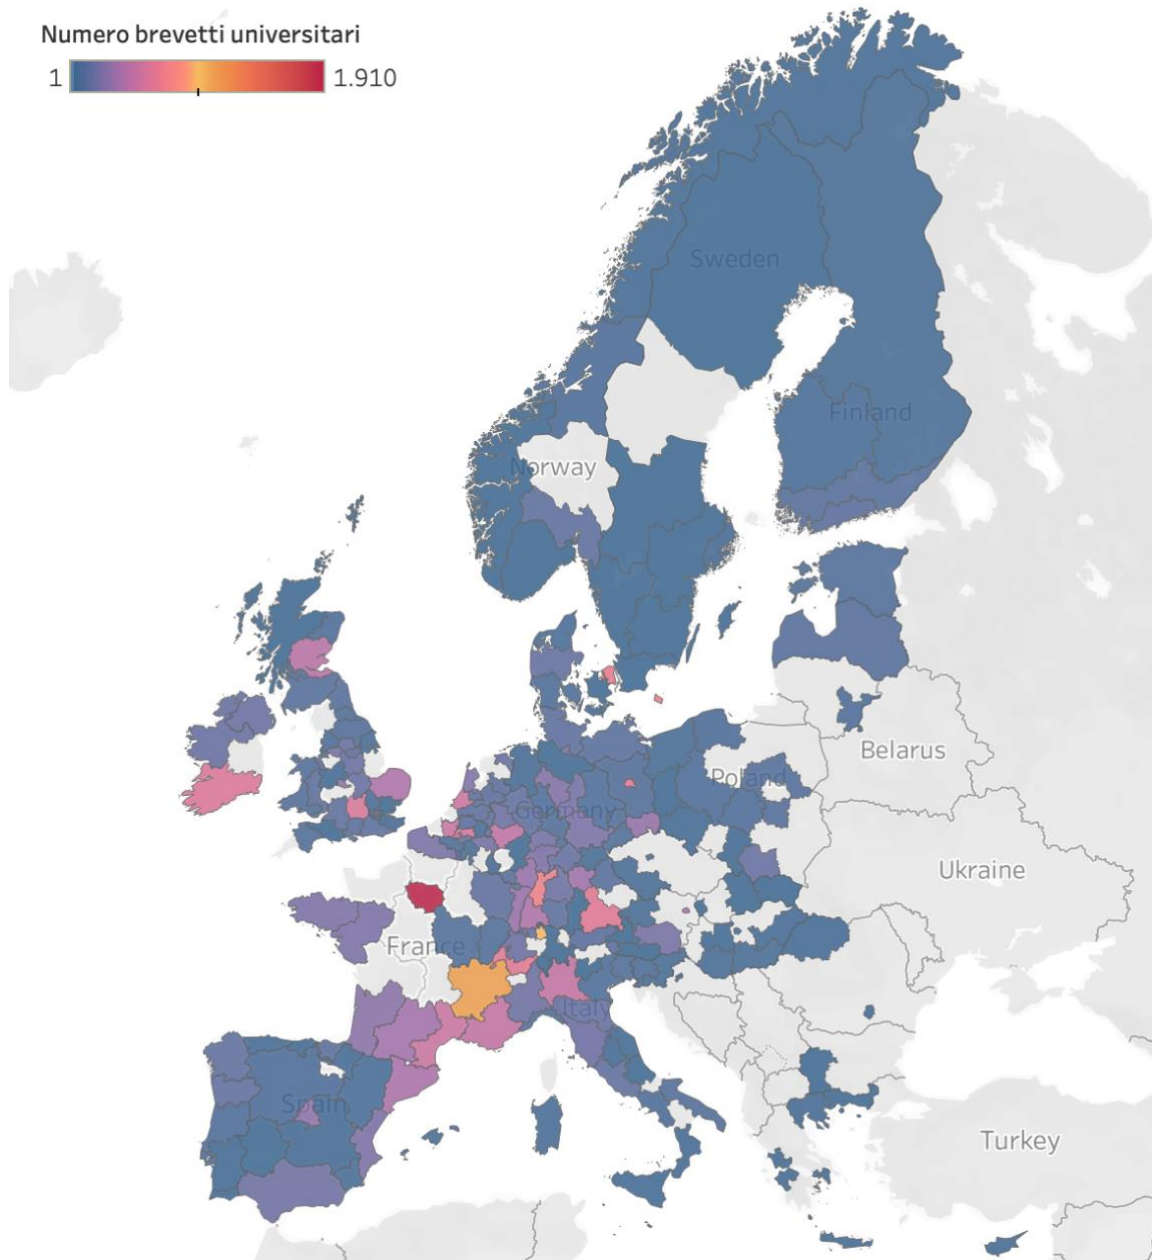 Numero brevetti universitari
1 1.910
Sweden
Finland
Norway
Belarus
Poland
Germany
Ukraine
France
Italy
Spain
Turkey